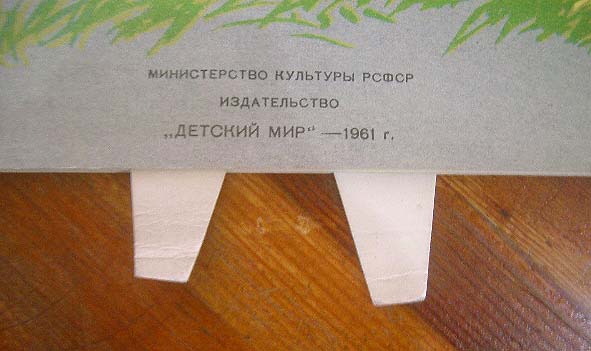 МИНИСТЕРСТВО КУЛЬТУРЫ РСФСР
ИЗДАТЕЛЬСТВО
„ДЕТСКИЙ МИР“ —1961 г.